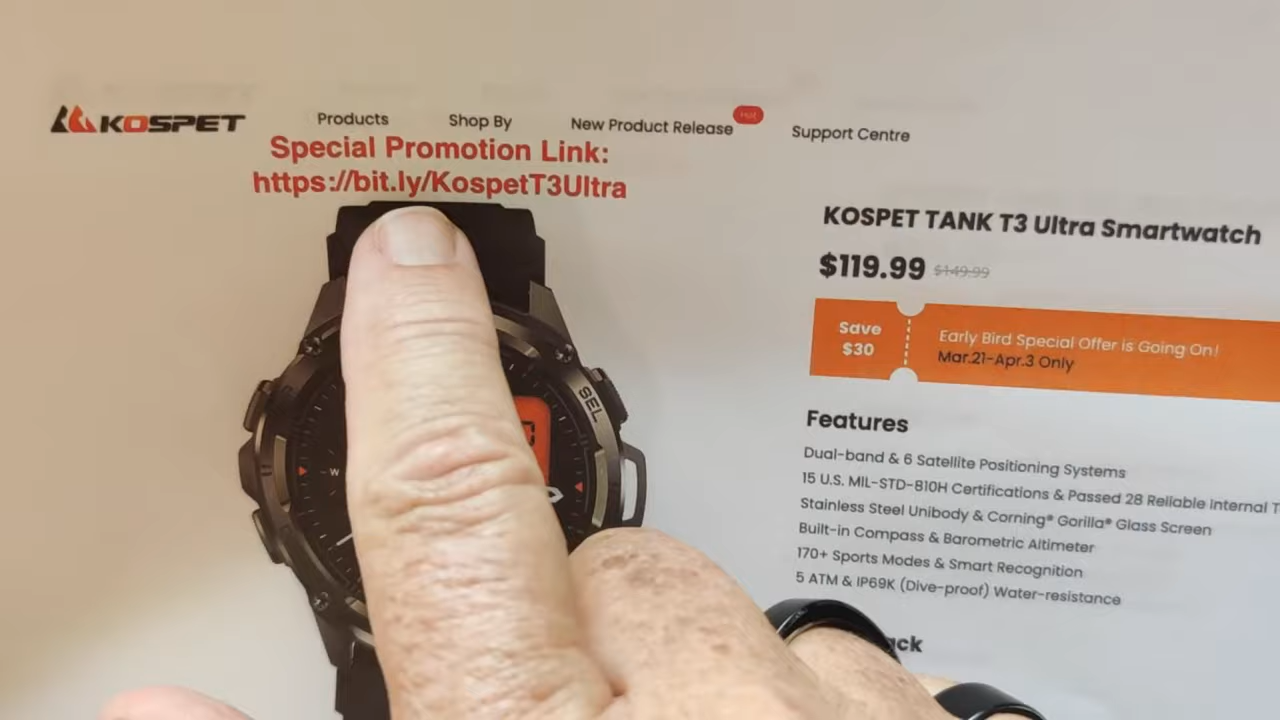 KOSPET
Products
Shop By
New Product Release
Hot
Support Centre
Special Promotion Link:
https://bit.ly/KospetT3Ultra
KOSPET TANK T3 Ultra Smartwatch
$119.99 $149.99
Save
$30
Early Bird Special Offer is Going On!
Mar.21-Apr.3 Only
SEL
W
Features
Dual-band & 6 Satellite Positioning Systems
15 U.S. MIL-STD-810H Certifications & Passed 28 Reliable Internal T
Stainless Steel Unibody & Corning® Gorilla® Glass Screen
Built-in Compass & Barometric Altimeter
170+ Sports Modes & Smart Recognition
5 ATM & IP69K (Dive-proof) Water-resistance